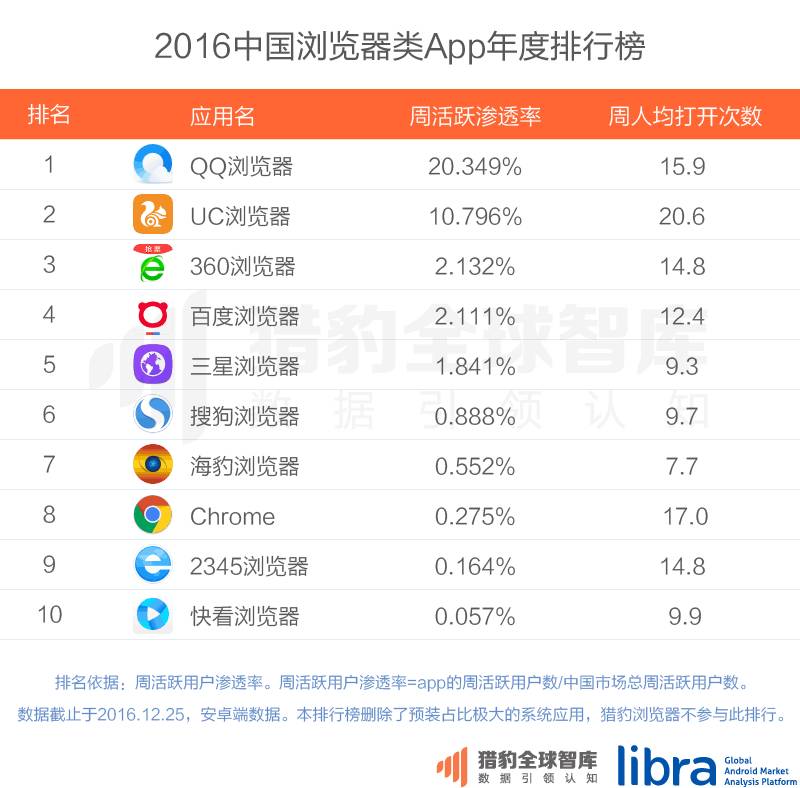 2016中国浏览器类App年度排行榜
排名 应用名 周活跃渗透率 周人均打开次数
1 QQ浏览器 20.349% 15.9
2 UC浏览器 10.796% 20.6
抢票
3 360浏览器 2.132% 14.8
4 百度浏览器 2.111% 12.4
5 三星浏览器 1.841% 9.3
6 搜狗浏览器 0.888% 9.7
7 海豹浏览器 0.552% 7.7
8 Chrome 0.275% 17.0
9 2345浏览器 0.164% 14.8
10 快看浏览器 0.057% 9.9
猎豹全球智库
数据引领认知
排名依据：周活跃用户渗透率。周活跃用户渗透率=app的周活跃用户数/中国市场总周活跃用户数。
数据截止于2016.12.25，安卓端数据。本排行榜删除了预装占比极大的系统应用，猎豹浏览器不参与此排行。
猎豹全球智库
数据引领认知
libra
Global
Android Market
Analysis Platform